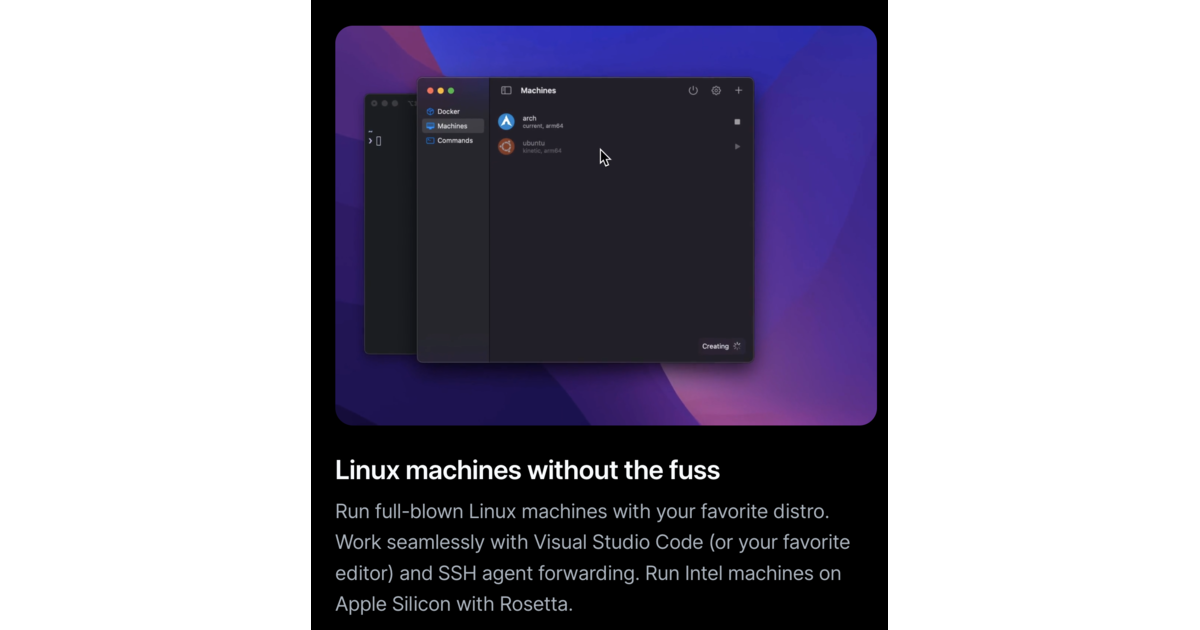 Machines
Docker
Machines
Commands
arch
current, arm64
ubuntu
kinetic, arm64
Creating
Linux machines without the fuss
Run full-blown Linux machines with your favorite distro.
Work seamlessly with Visual Studio Code (or your favorite
editor) and SSH agent forwarding. Run Intel machines on
Apple Silicon with Rosetta.